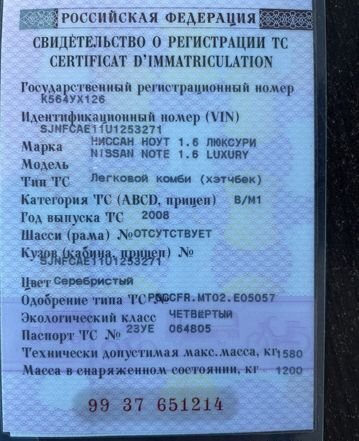 РОССИЙСКАЯ ФЕДЕРАЦИЯ
СВИДЕТЕЛЬСТВО О РЕГИСТРАЦИИ ТС
CERTIFICAT D'IMMATRICULATION
Государственный регистрационный номер
К564УХ126
Идентификационный номер (VIN)
SJNFCAE11U1253271
Марка НИССАН НОУТ 1.6 ЛЮКСУРИ
Модель NISSAN NOTE 1.6 LUXURY
Тип ТС Легковой комби (хэтчбек)
Категория ТС (ABCD, прицеп) B/M1
Год выпуска ТС 2008
Шасси (рама) № ОТСУТСТВУЕТ
Кузов (кабина, прицеп) №
SJNFCAE11U1253271
Цвет Серебристый
Одобрение типа ТС № РОССFR.МТ02.Е05057
Экологический класс ЧЕТВЕРТЫЙ
Паспорт ТС № 23УЕ 064805
Технически допустимая макс.масса, кг 1580
Масса в снаряженном состоянии, кг 1200
99 37 651214